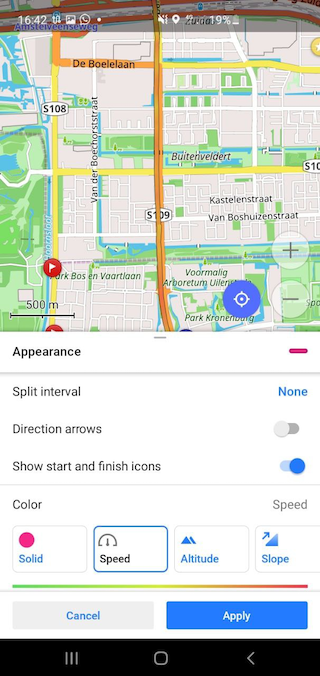 16:42
19%
Amstelveenseweg
De Boelelaan
S108
Van der Boechorststraat
Buitenveldert
S10
Kastelenstraat
S109
Van Boshuizenstraat
Park Bos en Vaartlaan
Voormalig
Arboretum Uilens
500 m
Park Kronenburg
Appearance
Split interval
None
Direction arrows
Show start and finish icons
Color
Speed
Solid
Speed
Altitude
Slope
Cancel
Apply